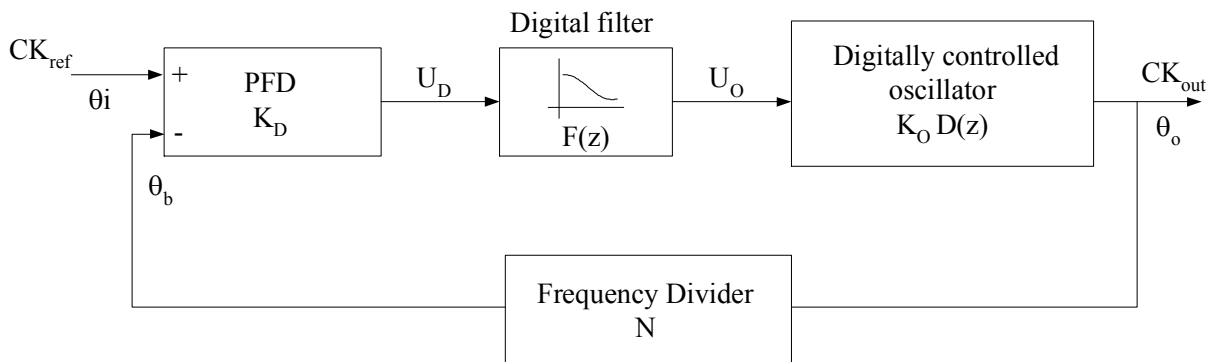 Digital filter
CK_ref
θi
+
-
PFD
K_D
U_D
F(z)
U_O
Digitally controlled
oscillator
K_O D(z)
CK_out
θ_o
θ_b
Frequency Divider
N